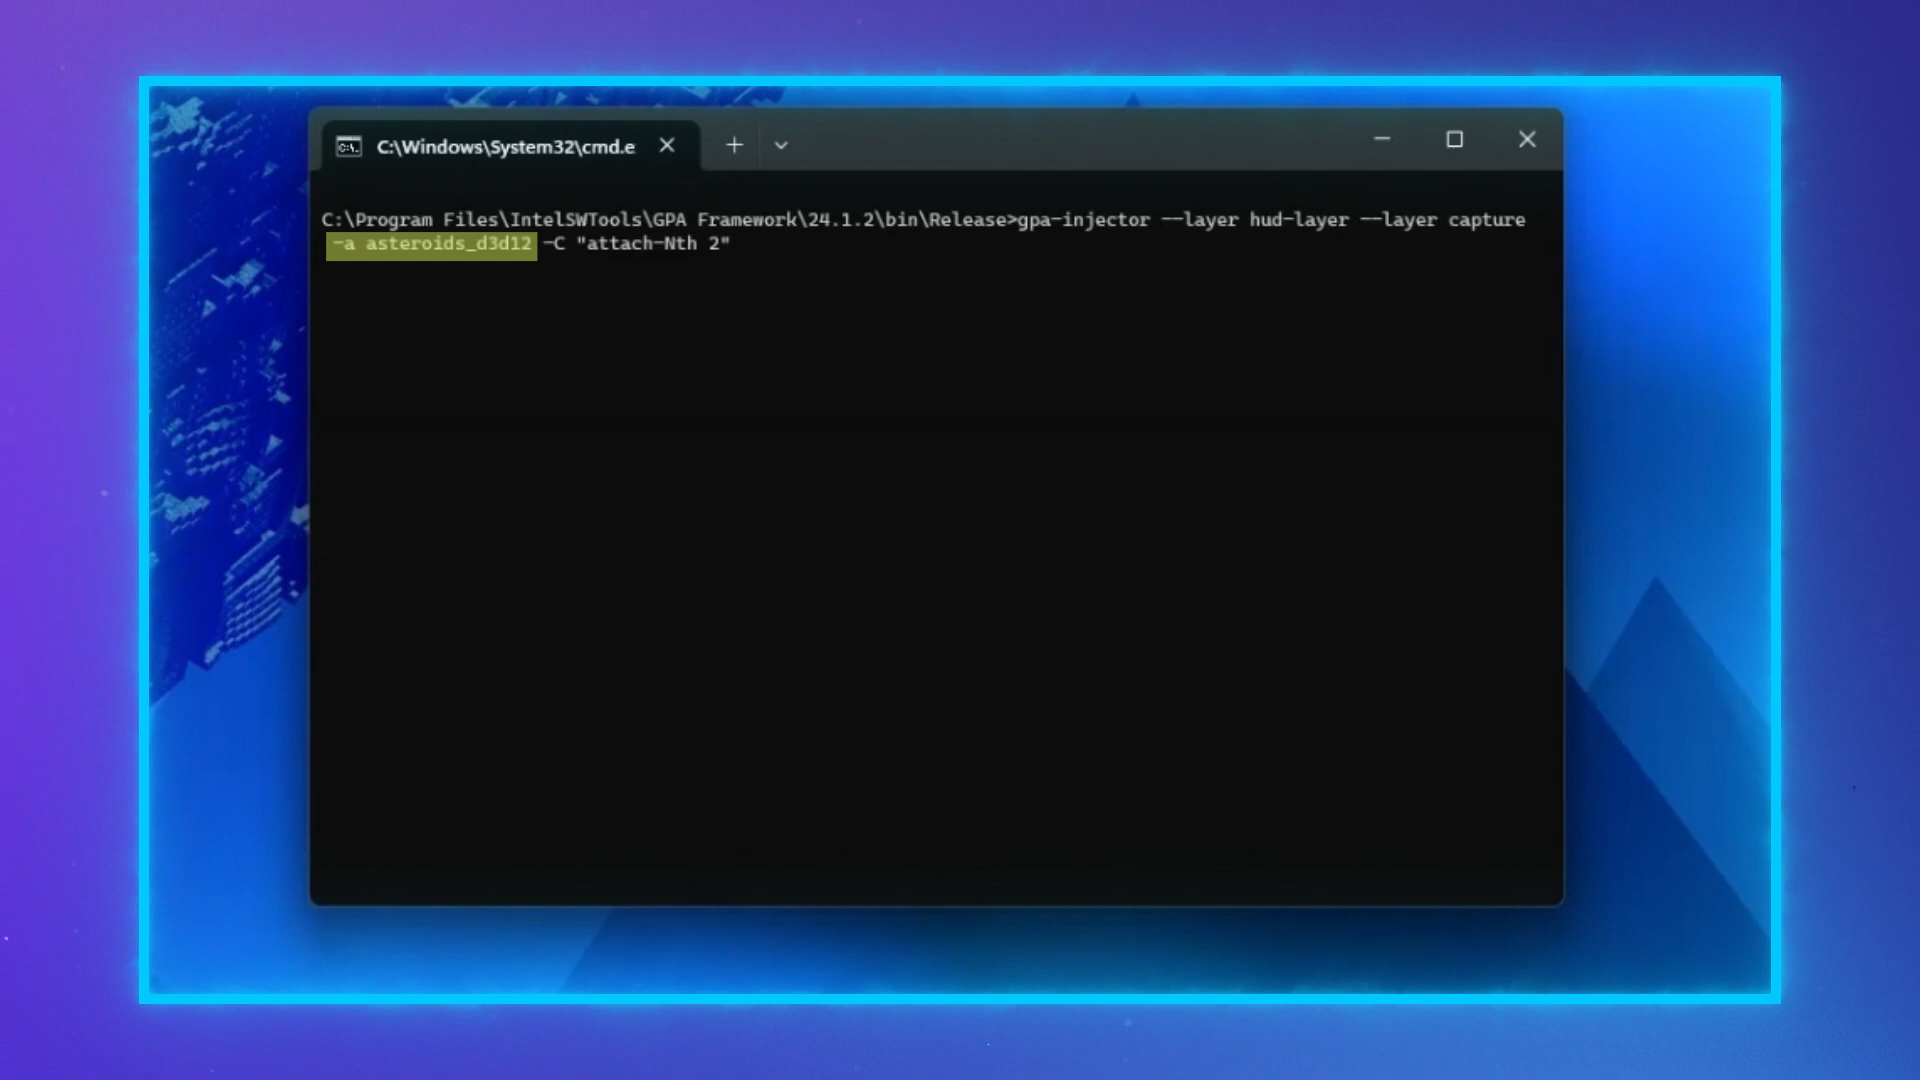 C:\Windows\System32\cmd.e
C:\Program Files\IntelSWTools\GPA Framework\24.1.2\bin\Release>gpa-injector --layer hud-layer --layer capture
-a asteroids_d3d12 -C "attach-Nth 2"